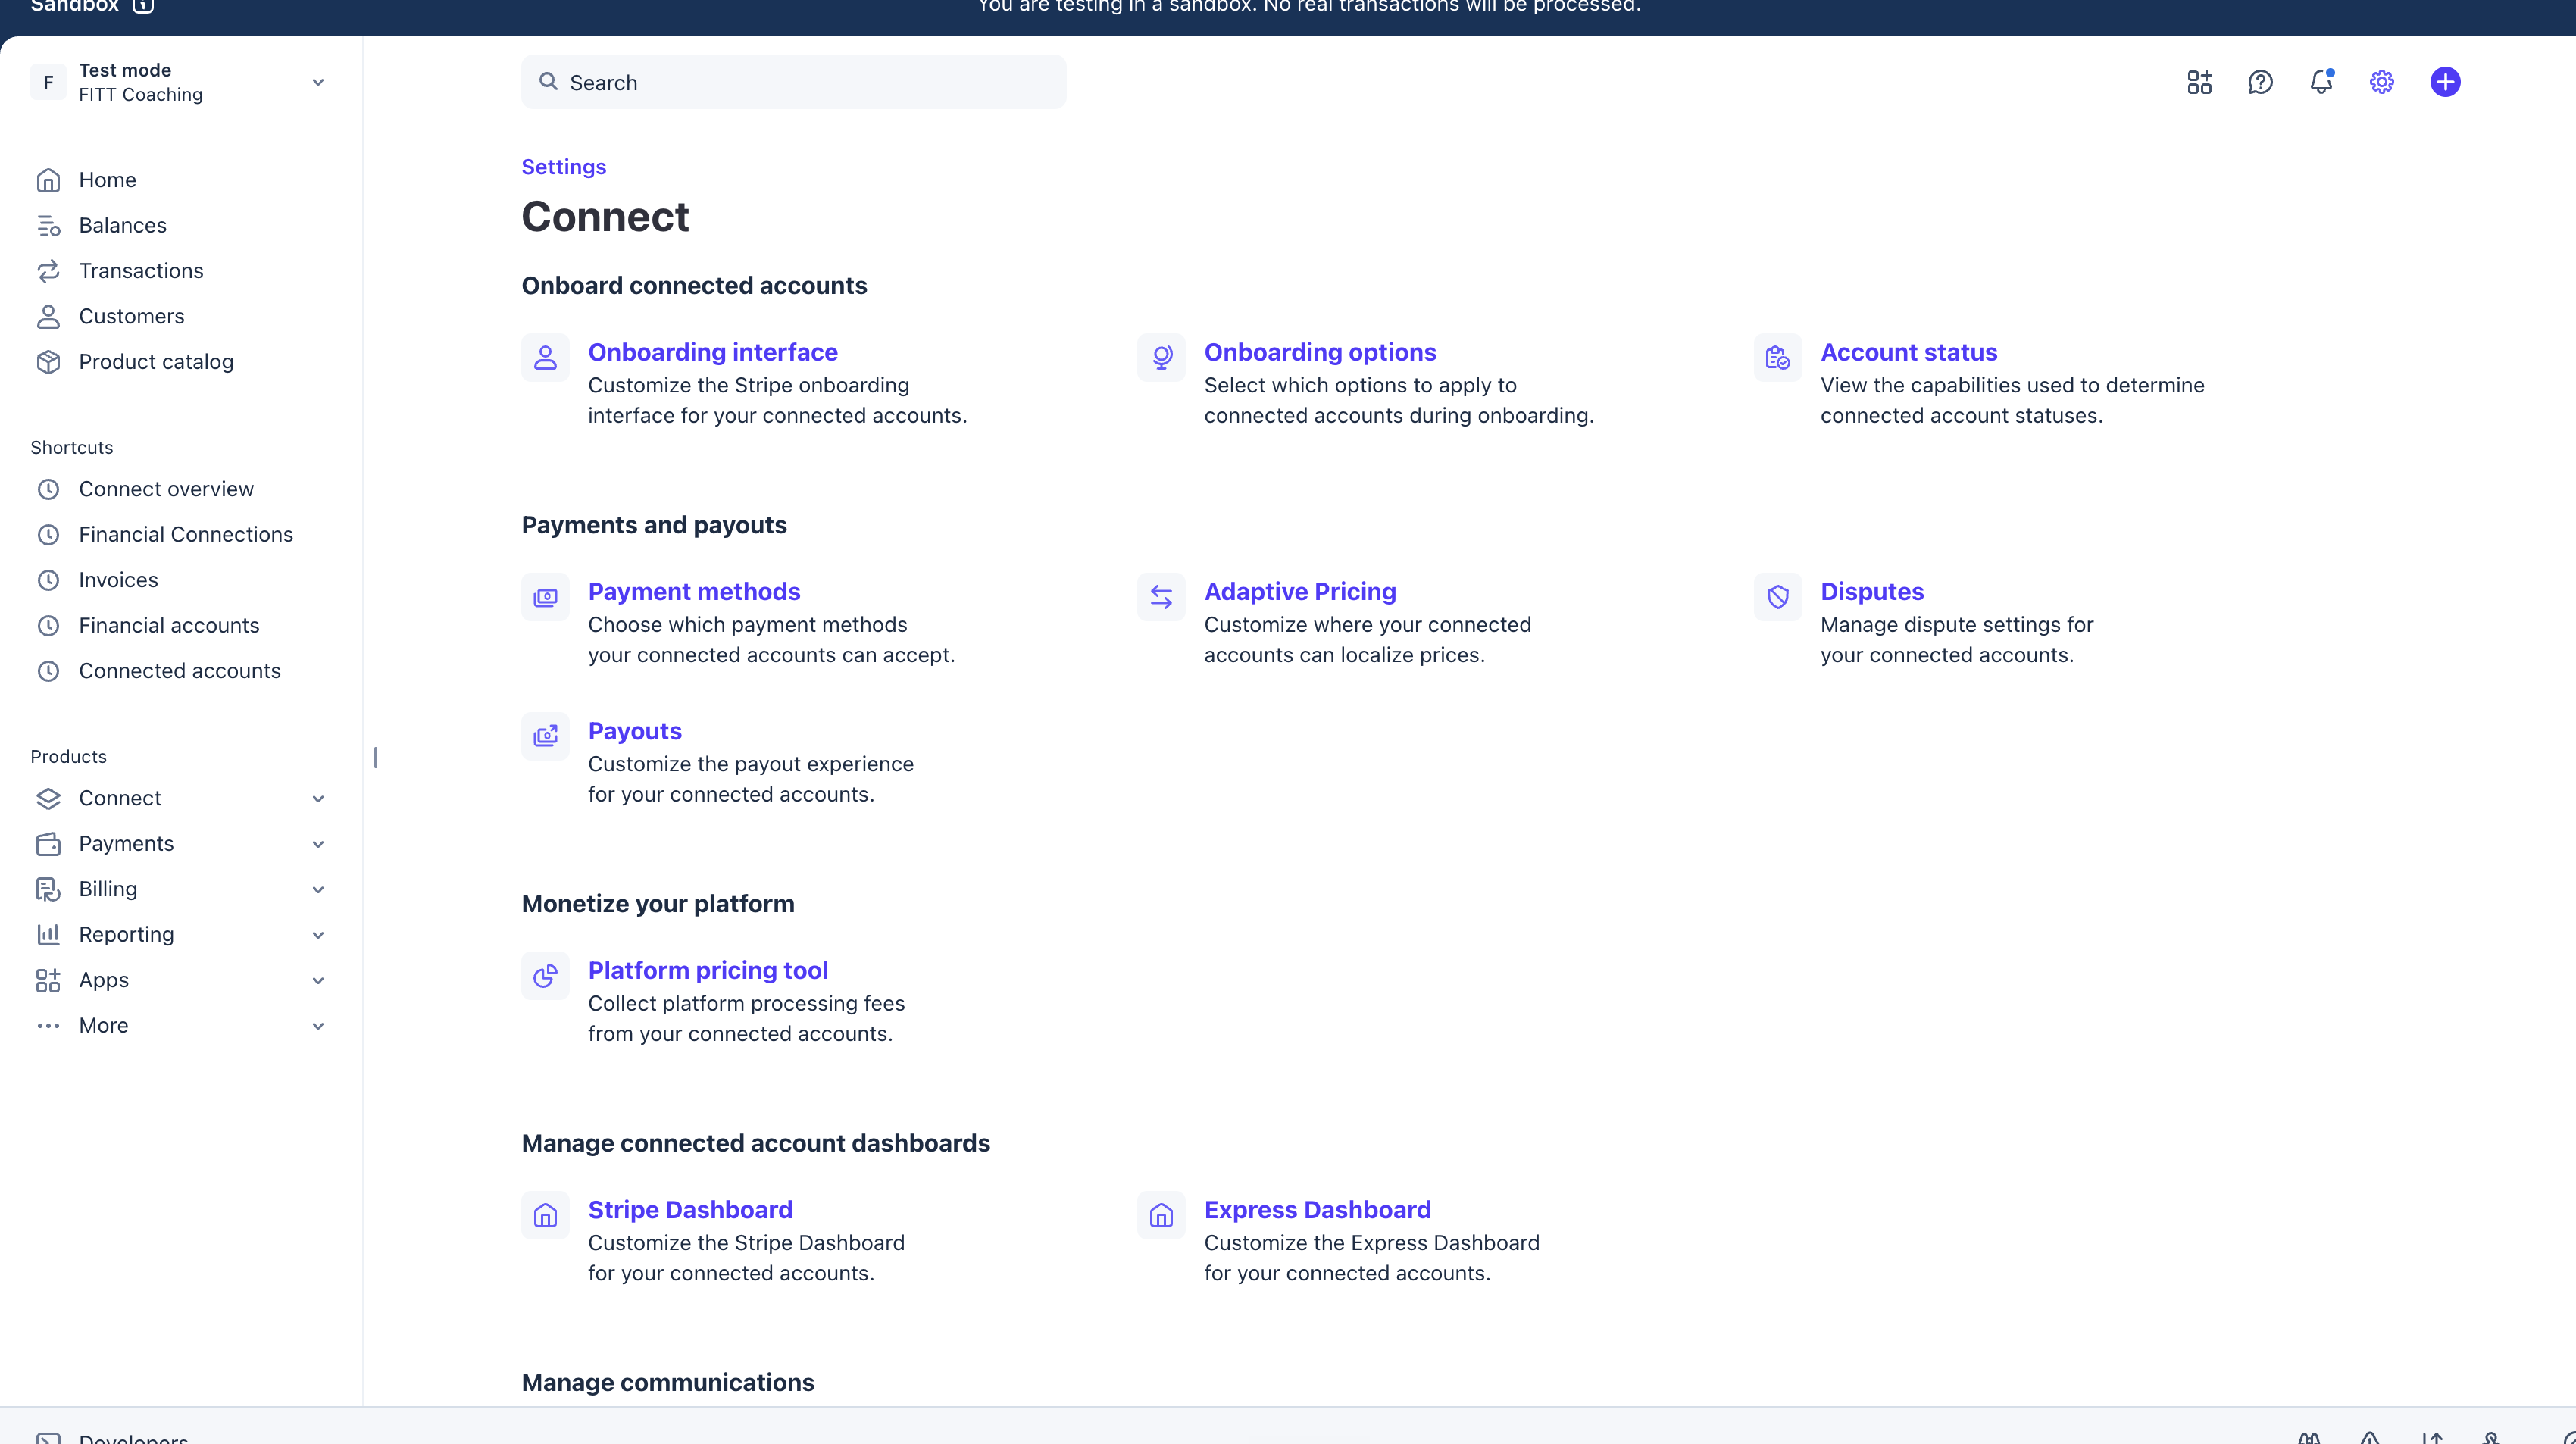 Sandbox
You are testing in a sandbox. No real transactions will be processed.
F
Test mode
FITT Coaching
Search
Home
Balances
Transactions
Customers
Product catalog
Shortcuts
Connect overview
Financial Connections
Invoices
Financial accounts
Connected accounts
Products
Connect
Payments
Billing
Reporting
Apps
More
Settings
Connect
Onboard connected accounts
Onboarding interface
Customize the Stripe onboarding
interface for your connected accounts.
Onboarding options
Select which options to apply to
connected accounts during onboarding.
Account status
View the capabilities used to determine
connected account statuses.
Payments and payouts
Payment methods
Choose which payment methods
your connected accounts can accept.
Adaptive Pricing
Customize where your connected
accounts can localize prices.
Disputes
Manage dispute settings for
your connected accounts.
Payouts
Customize the payout experience
for your connected accounts.
Monetize your platform
Platform pricing tool
Collect platform processing fees
from your connected accounts.
Manage connected account dashboards
Stripe Dashboard
Customize the Stripe Dashboard
for your connected accounts.
Express Dashboard
Customize the Express Dashboard
for your connected accounts.
Manage communications
Developers